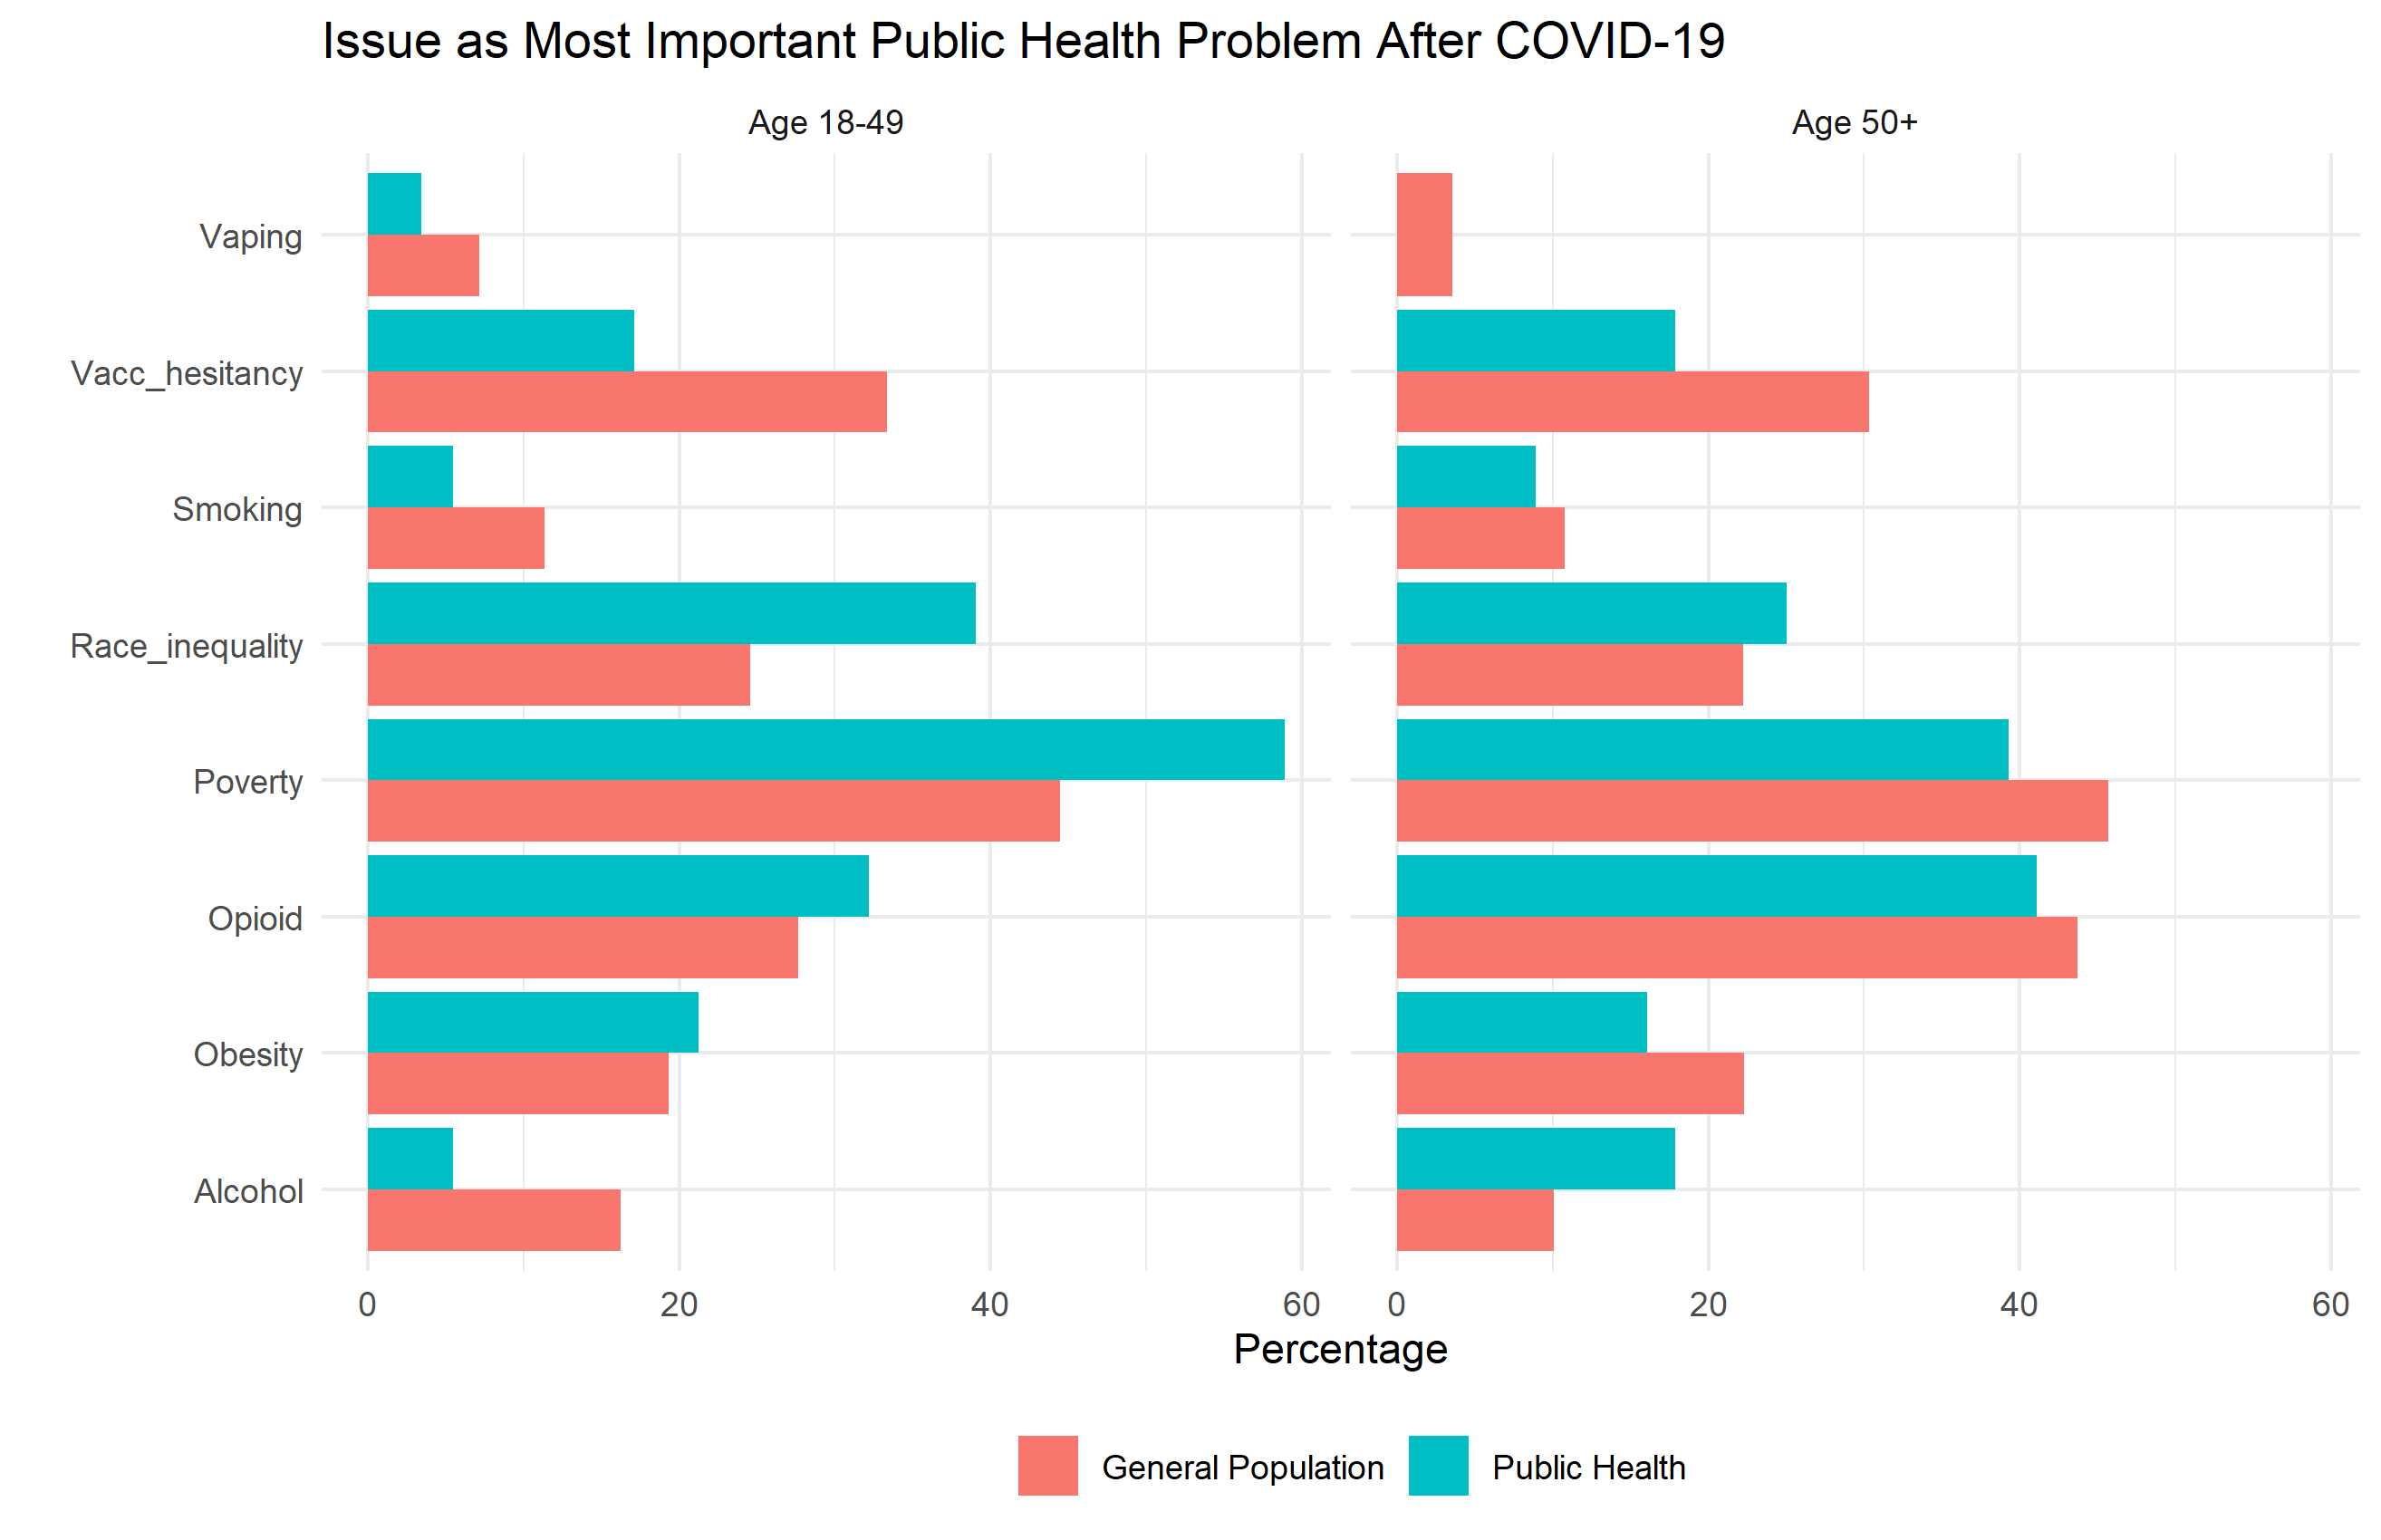 Issue as Most Important Public Health Problem After COVID-19
Age 18-49
Age 50+
Vaping
Vacc_hesitancy
Smoking
Race_inequality
Poverty
Opioid
Obesity
Alcohol
0 20 40 60 0 20 40 60
Percentage
General Population Public Health